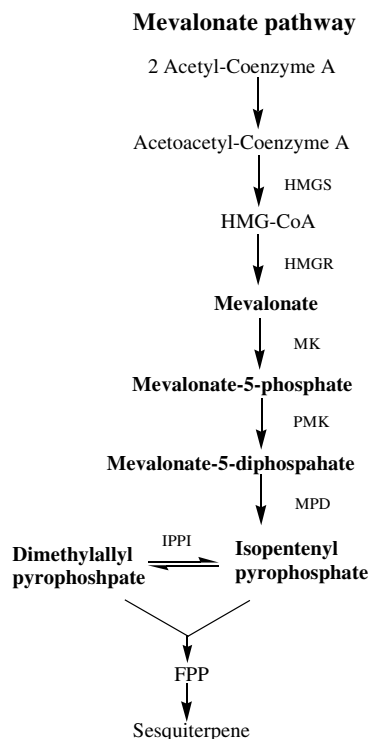 Mevalonate pathway
2 Acetyl-Coenzyme A
Acetoacetyl-Coenzyme A
HMGS
HMG-CoA
HMGR
Mevalonate
MK
Mevalonate-5-phosphate
PMK
Mevalonate-5-diphospahate
MPD
IPPI
Dimethylallyl
pyrophoshpate
Isopentenyl
pyrophosphate
FPP
Sesquiterpene